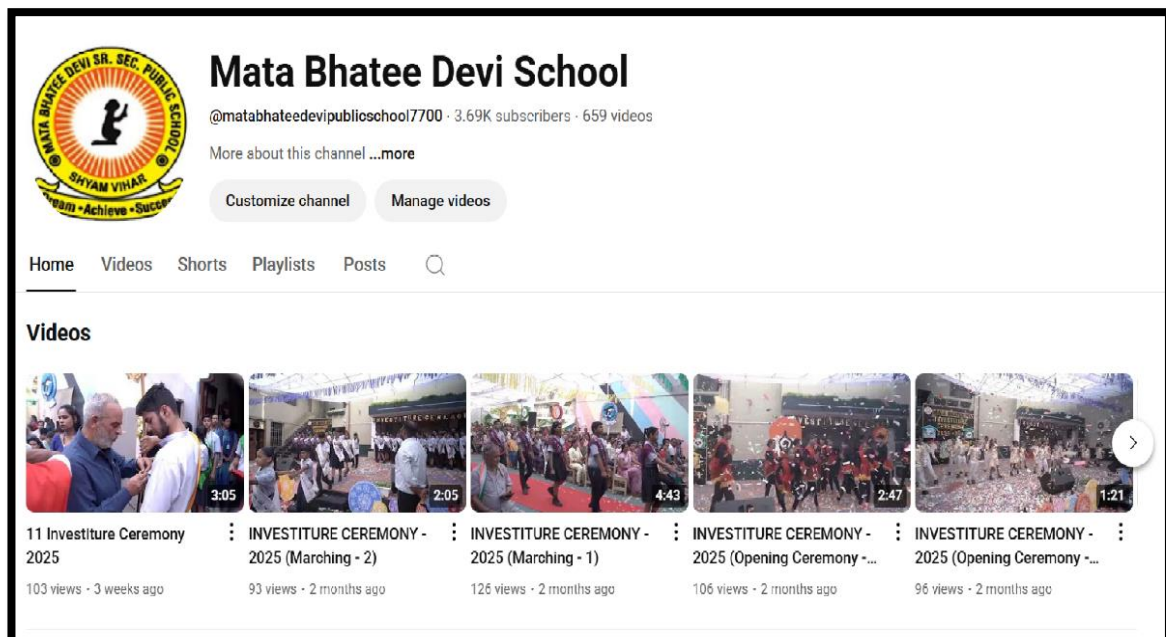 MATA BHATEE DEVI SR. SEC. PUBLIC SCHOOL
SHYAM VIHAR
Achieve
Mata Bhatee Devi School
@matabhateedevipublicschool7700 · 3.69K subscribers · 659 videos
More about this channel ...more
Customize channel Manage videos
Home Videos Shorts Playlists Posts
Videos
3:05 2:05 4:43 2:47 1:21
11 Investiture Ceremony 2025
103 views · 3 weeks ago
INVESTITURE CEREMONY - 2025 (Marching - 2)
93 views · 2 months ago
INVESTITURE CEREMONY - 2025 (Marching - 1)
126 views · 2 months ago
INVESTITURE CEREMONY - 2025 (Opening Ceremony -...
106 views · 2 months ago
INVESTITURE CEREMONY - 2025 (Opening Ceremony -...
96 views · 2 months ago